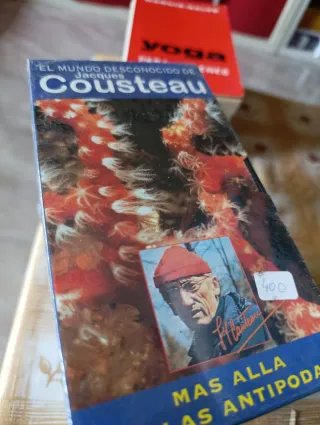 yoga
EL MUNDO DESCONOCIDO DE
Jacques
Cousteau
400
MAS ALLA
LAS ANTIPODA